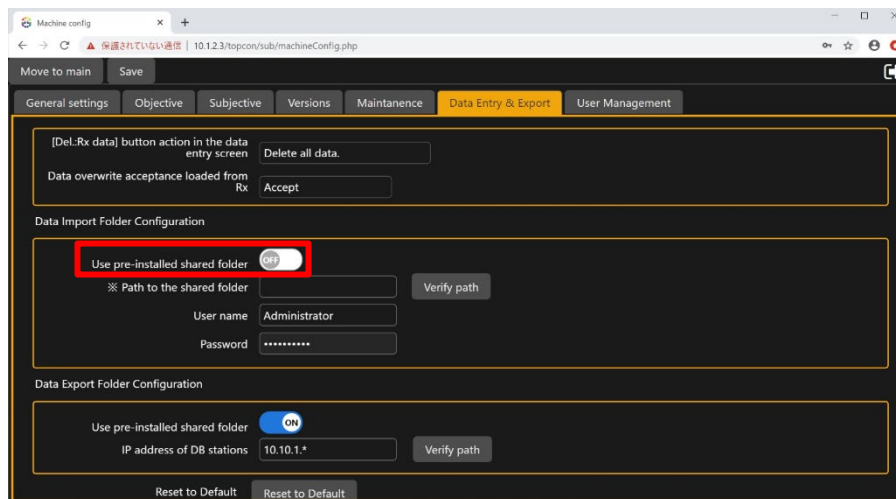 Machine config
保護されていない通信 | 10.1.2.3/topcon/sub/machineConfig.php
Move to main Save
General settings Objective Subjective Versions Maintanence Data Entry & Export User Management
[Del.:Rx data] button action in the data
entry screen Delete all data.
Data overwrite acceptance loaded from
Rx Accept
Data Import Folder Configuration
Use pre-installed shared folder OFF
※ Path to the shared folder Verify path
User name Administrator
Password ••••••••••
Data Export Folder Configuration
Use pre-installed shared folder ON
IP address of DB stations 10.10.1.* Verify path
Reset to Default Reset to Default